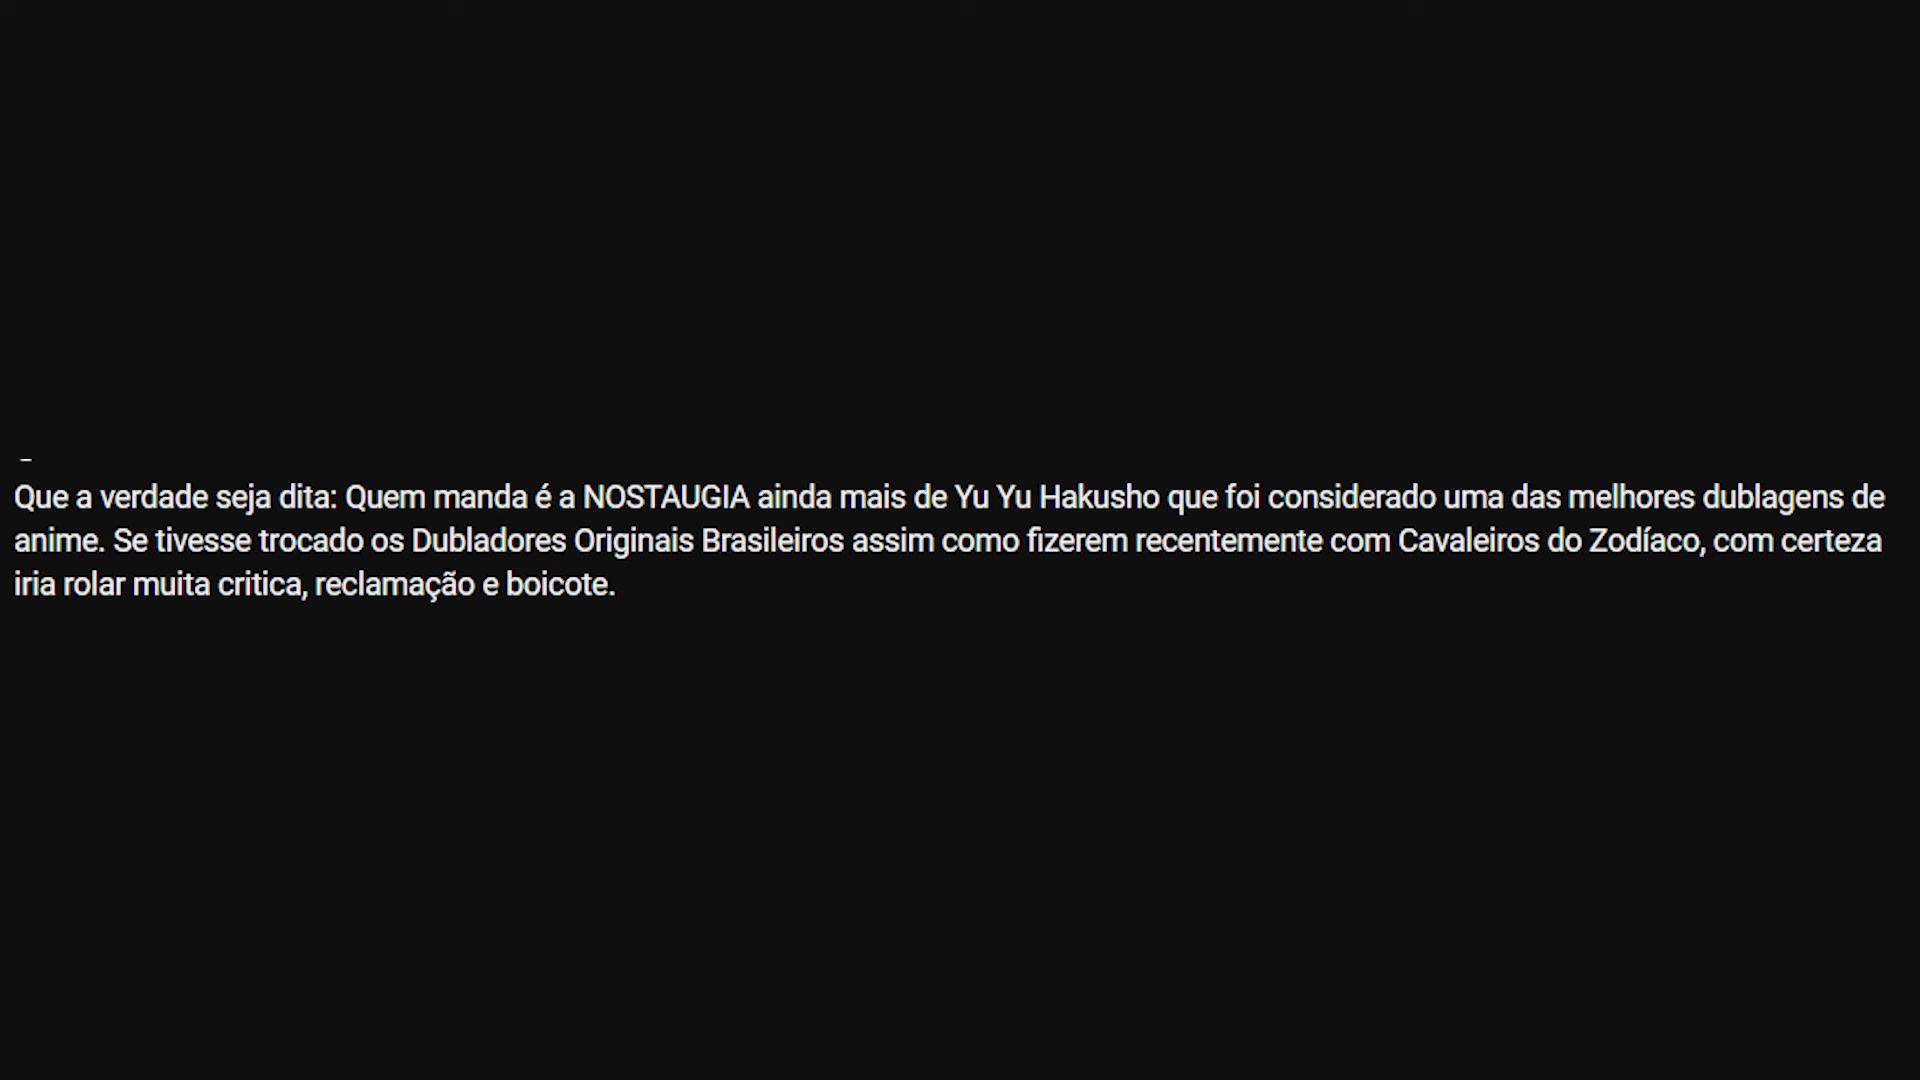 Que a verdade seja dita: Quem manda é a NOSTAUGIA ainda mais de Yu Yu Hakusho que foi considerado uma das melhores dublagens de
anime. Se tivesse trocado os Dubladores Originais Brasileiros assim como fizerem recentemente com Cavaleiros do Zodíaco, com certeza
iria rolar muita critica, reclamação e boicote.